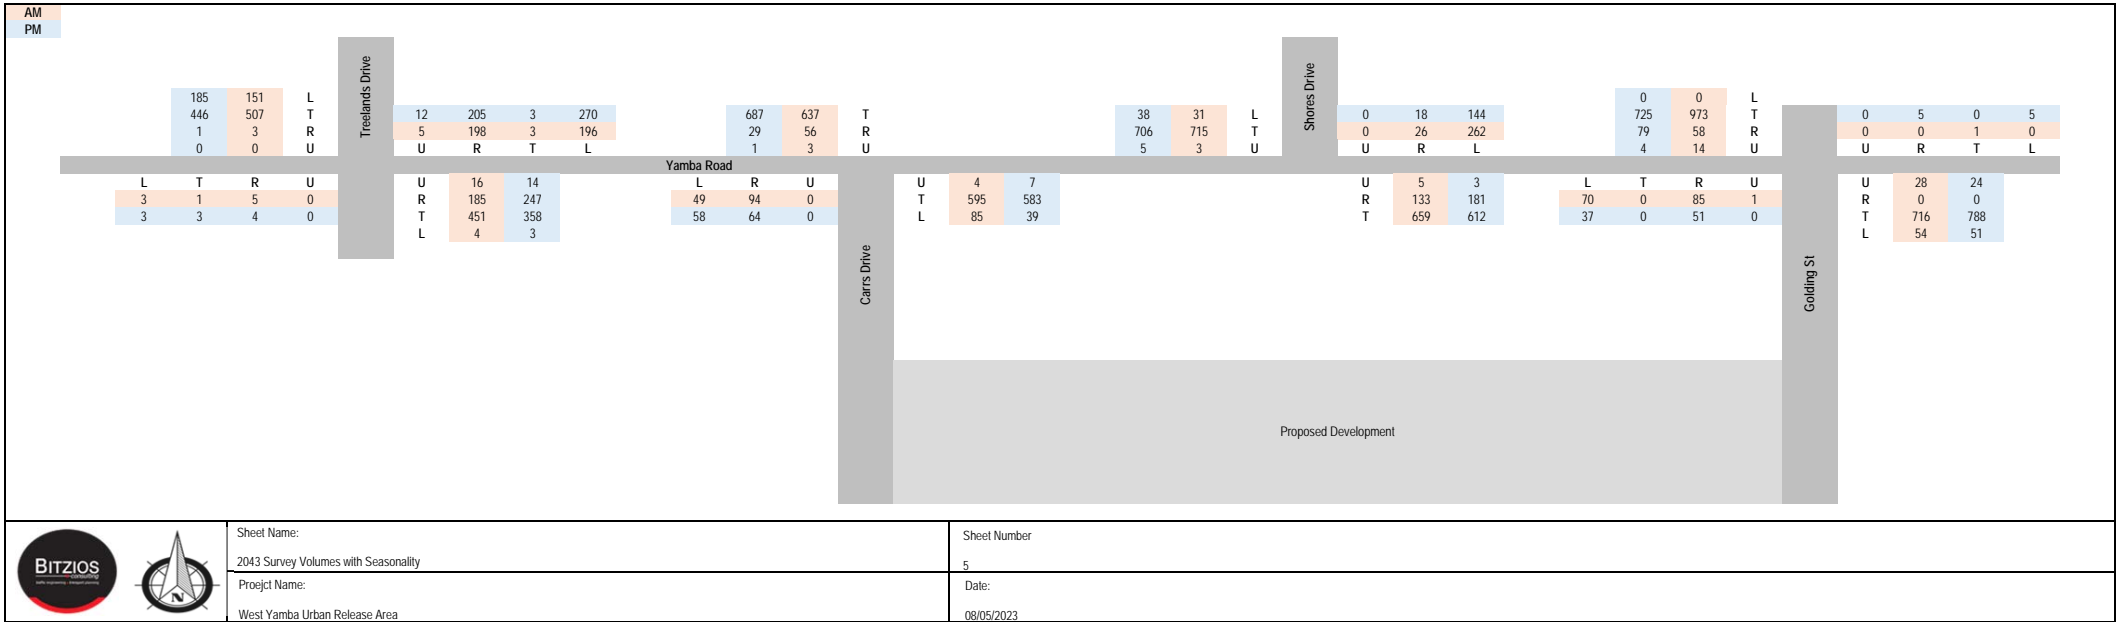 AM
PM
Treelands Drive
Shores Drive
185 151 L
446 507 T
1 3 R
0 0 U
12 205 3 270
5 198 3 196
U R T L
687 637 T
29 56 R
1 3 U
38 31 L
706 715 T
5 3 U
0 18 144
0 26 262
U R L
0 0 L
725 973 T
79 58 R
4 14 U
0 5 0 5
0 0 1 0
U R T L
Yamba Road
L T R U
3 1 5 0
3 3 4 0
U 16 14
R 185 247
T 451 358
L 4 3
L R U
49 94 0
58 64 0
U 4 7
T 595 583
L 85 39
U 5 3
R 133 181
T 659 612
L T R U
70 0 85 1
37 0 51 0
U 28 24
R 0 0
T 716 788
L 54 51
Carrs Drive
Golding St
Proposed Development
BITZIOS
consulting
N
Sheet Name:
2043 Survey Volumes with Seasonality
Sheet Number
5
Proejct Name:
West Yamba Urban Release Area
Date:
08/05/2023